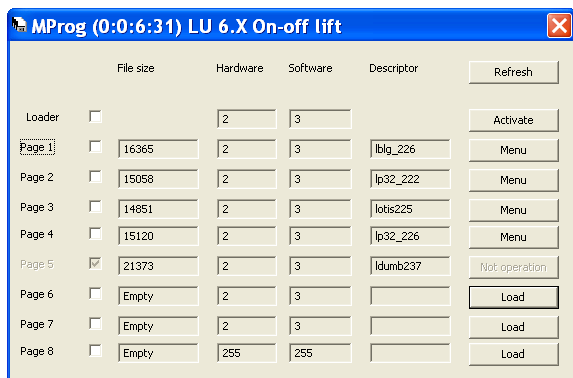 MProg (0:0:6:31) LU 6.X On-off lift
File size Hardware Software Descriptor Refresh
Loader 2 3 Activate
Page 1 16365 2 3 lblg_226 Menu
Page 2 15058 2 3 lp32_222 Menu
Page 3 14851 2 3 lotis225 Menu
Page 4 15120 2 3 lp32_226 Menu
Page 5 21373 2 3 ldumb237 Not operation
Page 6 Empty 2 3 Load
Page 7 Empty 2 3 Load
Page 8 Empty 255 255 Load